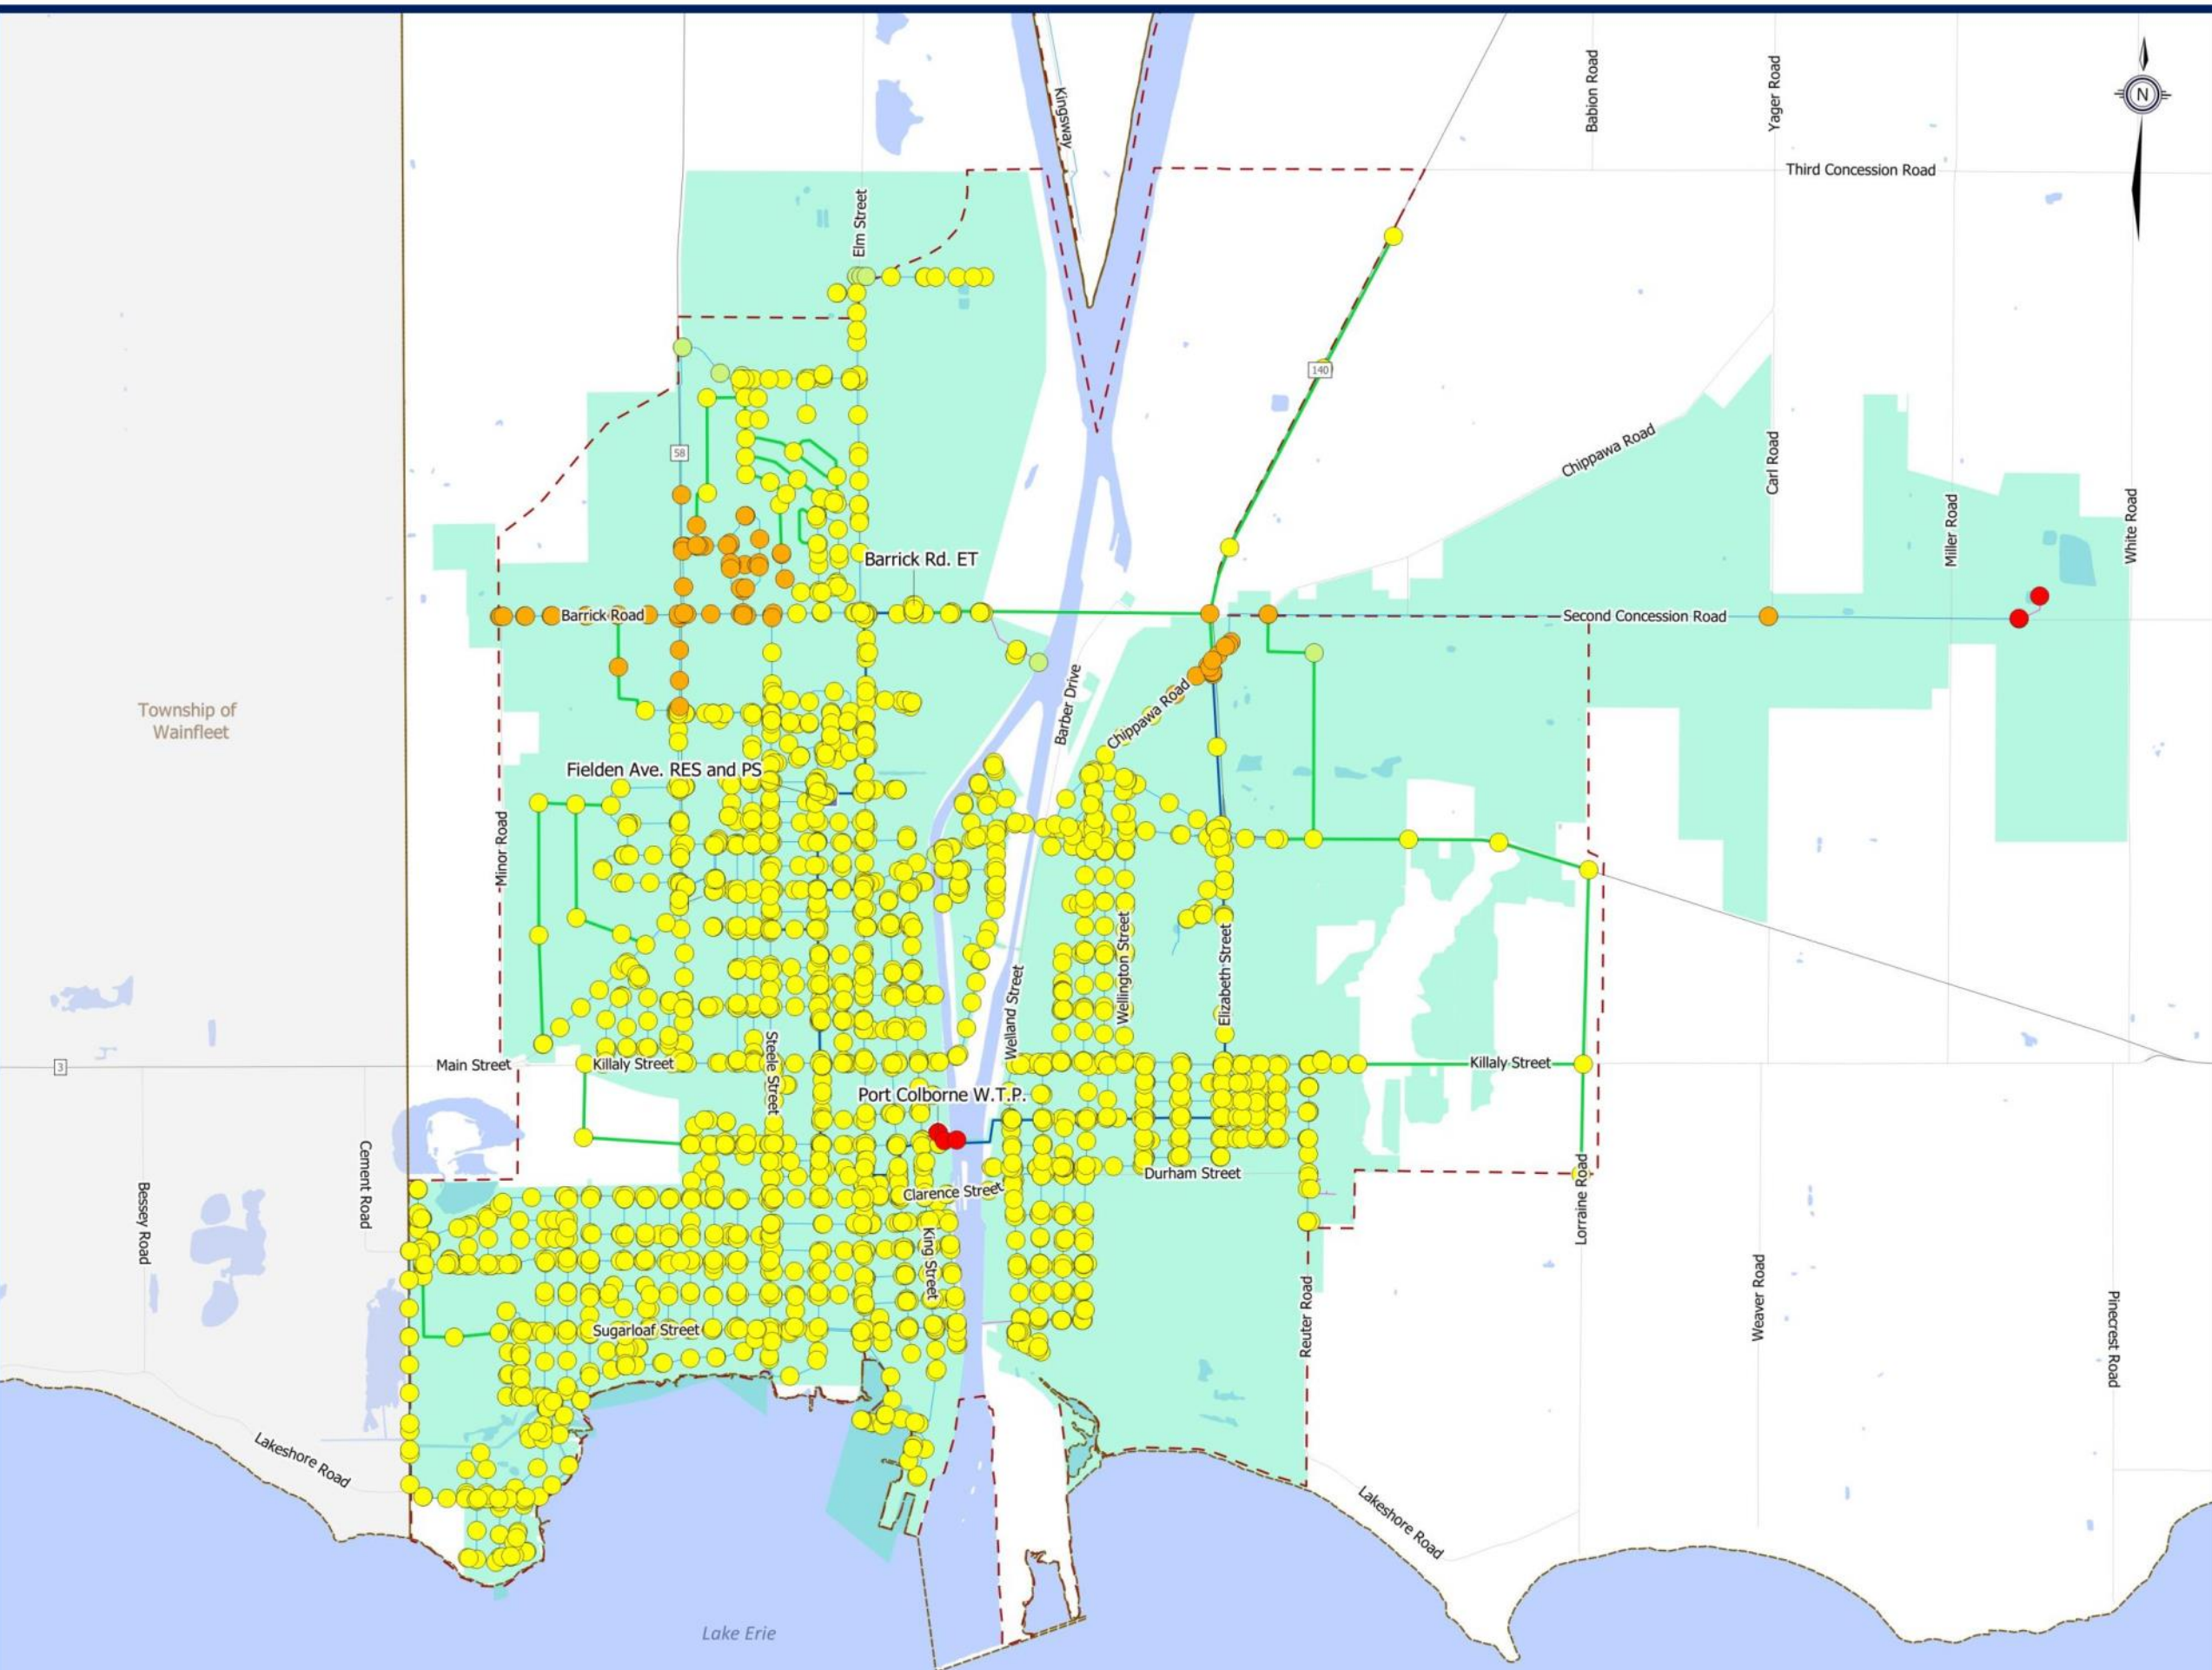 Kingsway
Babion Road
Yager Road
N
Third Concession Road
Elm Street
140
58
Chippawa Road
Carl Road
Miller Road
White Road
Barrick Rd. ET
Barrick Road
Second Concession Road
Township of
Wainfleet
Barber Drive
Chippawa Road
Fielden Ave. RES and PS
Minor Road
Wellington Street
Elizabeth Street
Welland Street
3
Main Street
Killaly Street
Steele Street
Killaly Street
Port Colborne W.T.P.
Cement Road
Bessey Road
Durham Street
Clarence Street
Lorraine Road
King Street
Reuter Road
Weaver Road
Pinecrest Road
Sugarloaf Street
Lakeshore Road
Lakeshore Road
Lake Erie